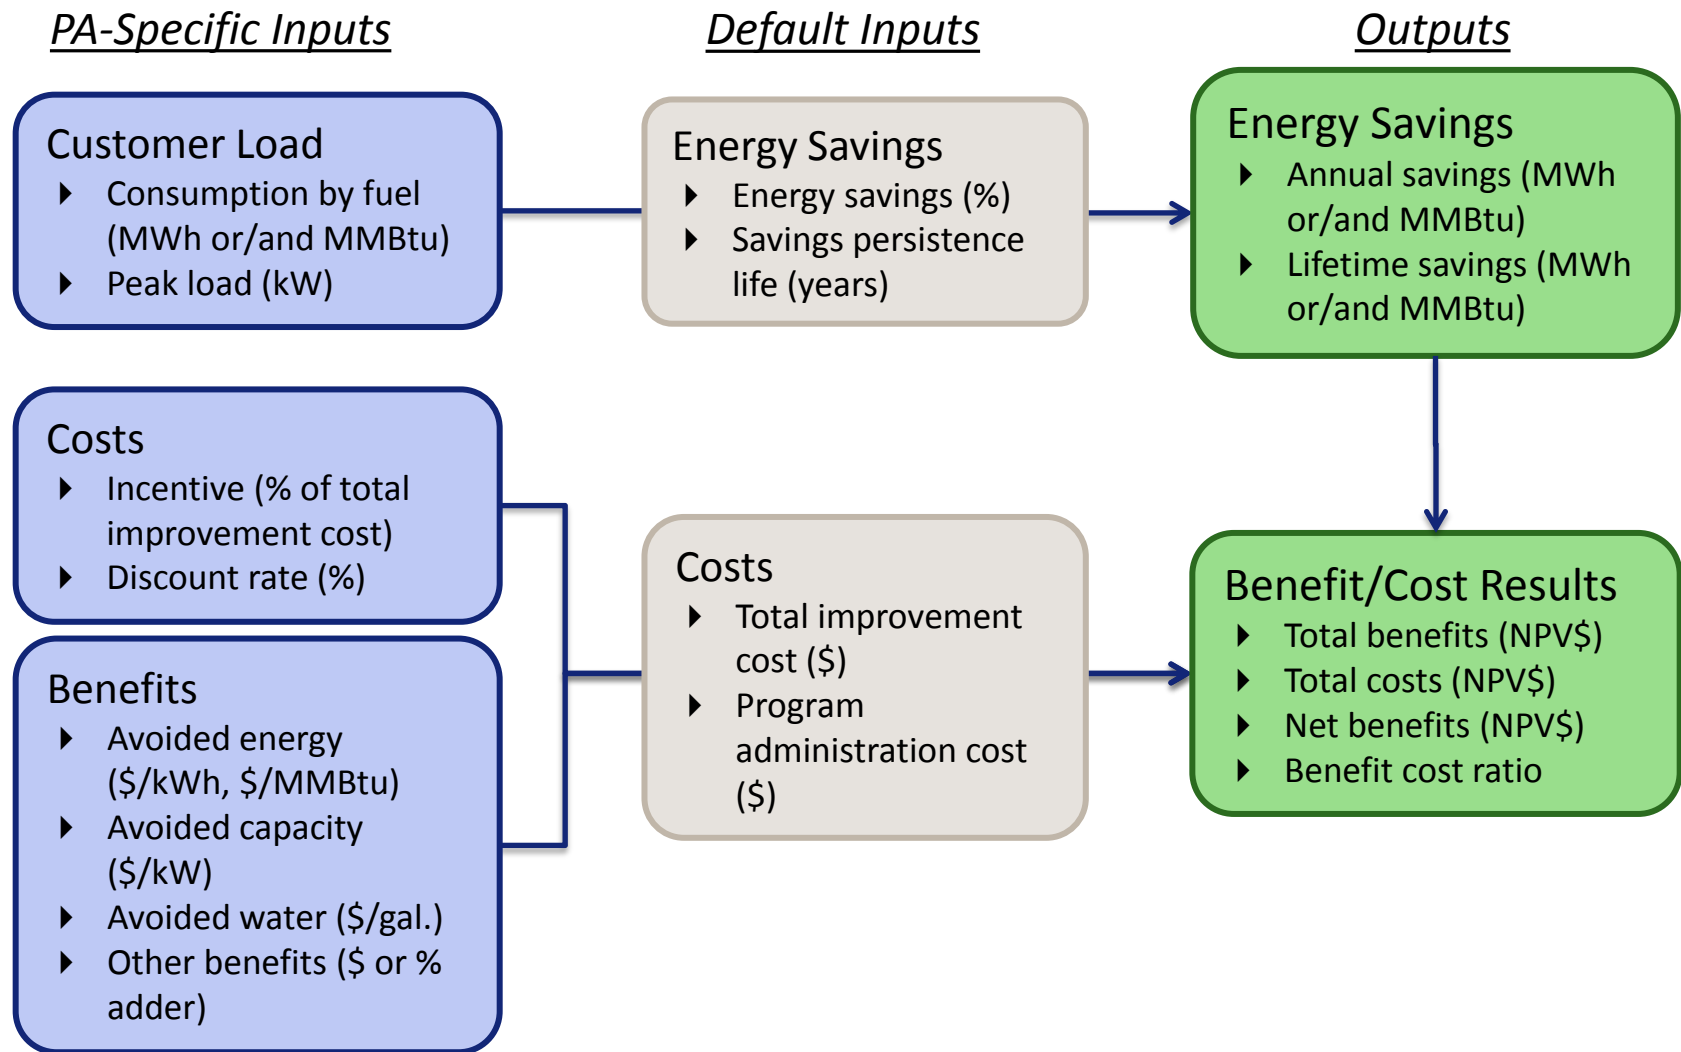 PA-Specific Inputs
Default Inputs
Outputs
Customer Load
Consumption by fuel
(MWh or/and MMBtu)
Peak load (kW)
Energy Savings
Energy savings (%)
Savings persistence
life (years)
Energy Savings
Annual savings (MWh
or/and MMBtu)
Lifetime savings (MWh
or/and MMBtu)
Costs
Incentive (% of total
improvement cost)
Discount rate (%)
Benefits
Avoided energy
($/kWh, $/MMBtu)
Avoided capacity
($/kW)
Avoided water ($/gal.)
Other benefits ($ or %
adder)
Costs
Total improvement
cost ($)
Program
administration cost
($)
Benefit/Cost Results
Total benefits (NPV$)
Total costs (NPV$)
Net benefits (NPV$)
Benefit cost ratio